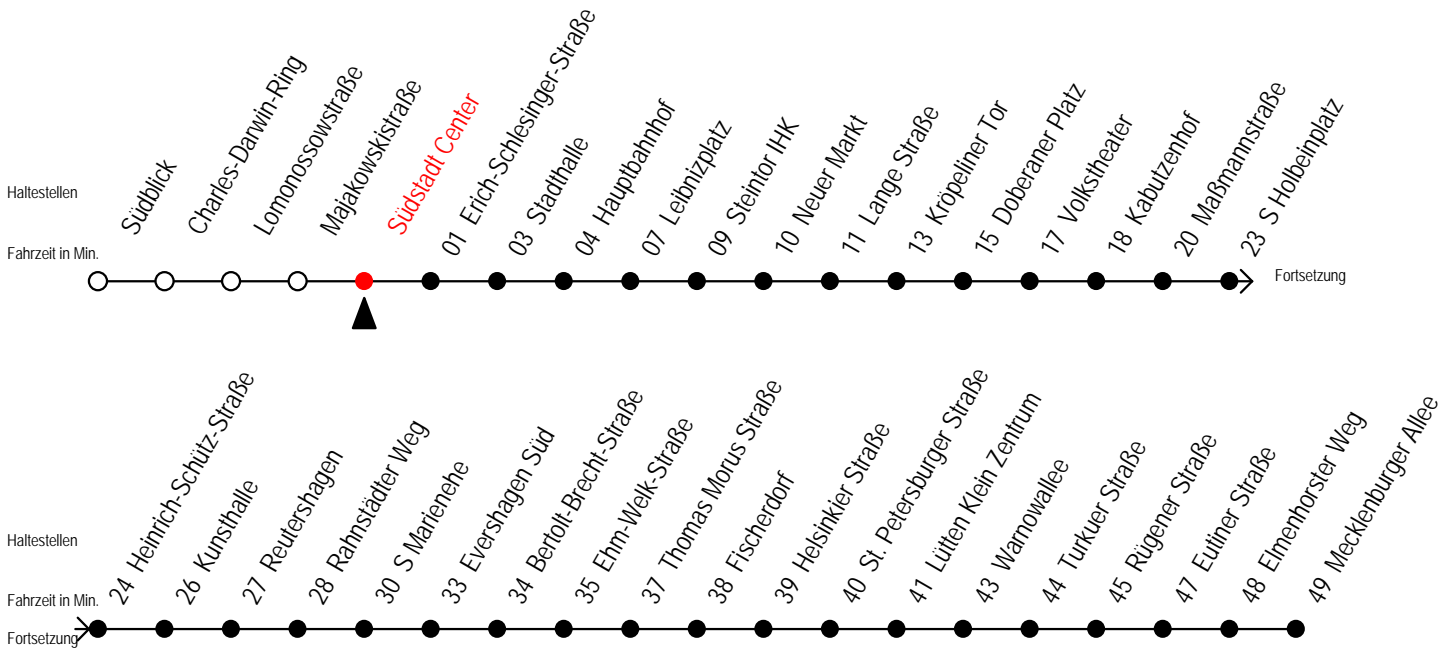 Haltestellen
Südblick
Charles-Darwin-Ring
Lomonossowstraße
Majakowskistraße
Südstadt Center
01 Erich-Schlesinger-Straße
03 Stadthalle
04 Hauptbahnhof
07 Leibnizplatz
09 Steintor IHK
10 Neuer Markt
11 Lange Straße
13 Kröpeliner Tor
15 Doberaner Platz
17 Volkstheater
18 Kabutzenhof
20 Maßmannstraße
23 S Holbeinplatz
Fahrzeit in Min.
Fortsetzung
Haltestellen
24 Heinrich-Schütz-Straße
26 Kunsthalle
27 Reutershagen
28 Rahnstädter Weg
30 S Marienehe
33 Evershagen Süd
34 Bertolt-Brecht-Straße
35 Ehm-Welk-Straße
37 Thomas Morus Straße
38 Fischerdorf
39 Helsinkier Straße
40 St. Petersburger Straße
41 Lütten Klein Zentrum
43 Warnowallee
44 Turkuer Straße
45 Rügener Straße
47 Eutiner Straße
48 Elmenhorster Weg
49 Mecklenburger Allee
Fahrzeit in Min.
Fortsetzung